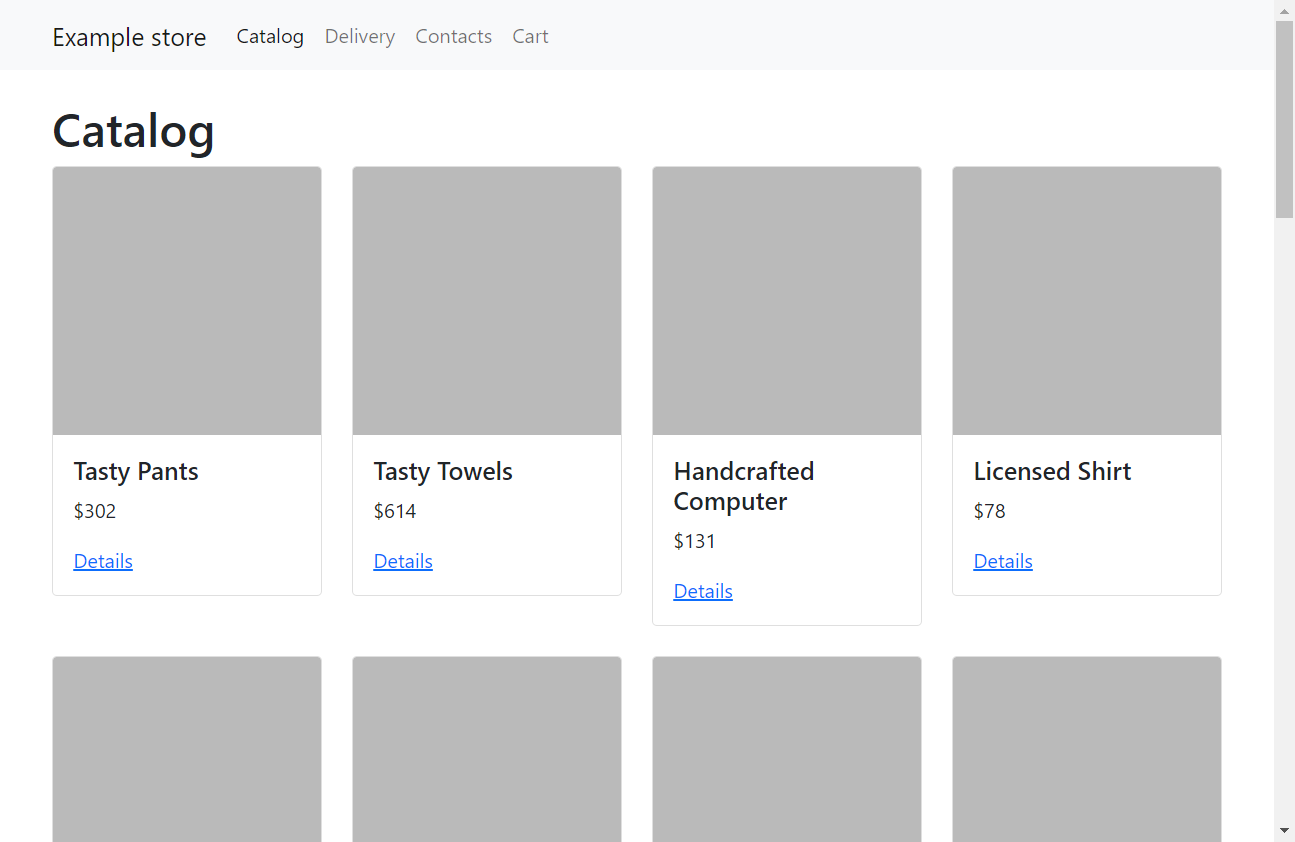 Example store Catalog Delivery Contacts Cart
Catalog
Tasty Pants
$302
Details
Tasty Towels
$614
Details
Handcrafted
Computer
$131
Details
Licensed Shirt
$78
Details